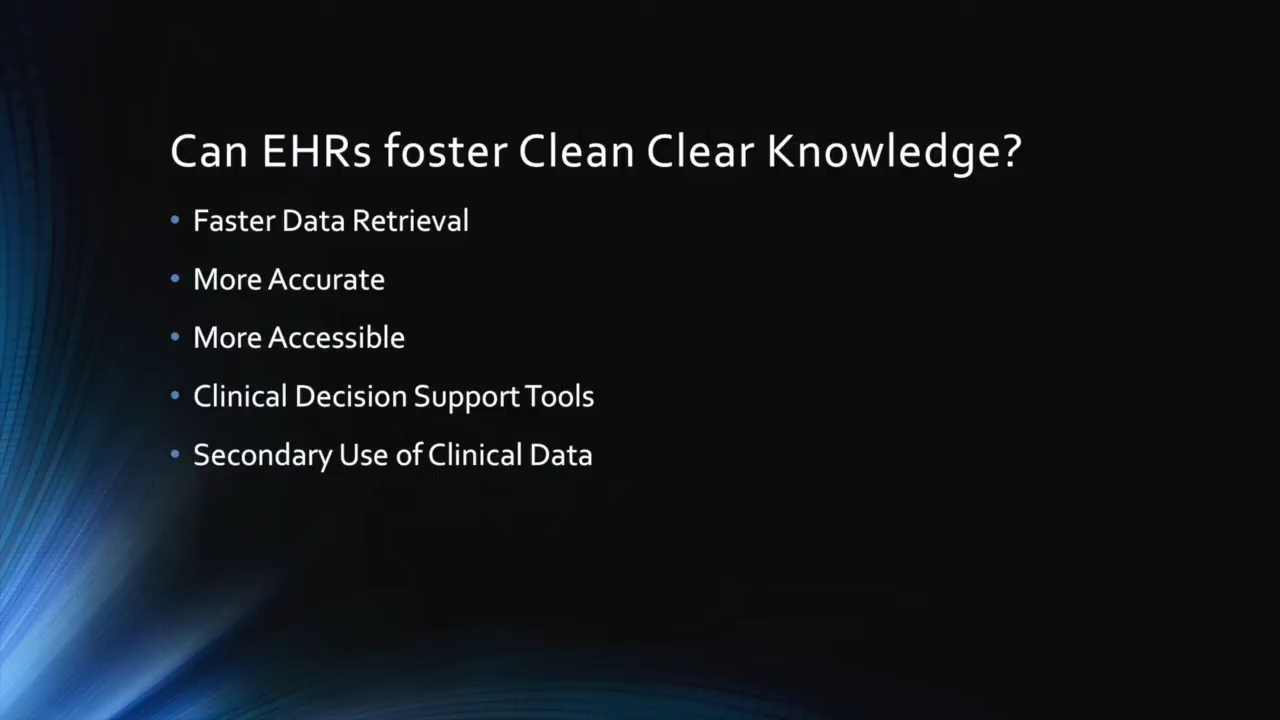 Can EHRs foster Clean Clear Knowledge?
• Faster Data Retrieval
• More Accurate
• More Accessible
• Clinical Decision Support Tools
• Secondary Use of Clinical Data